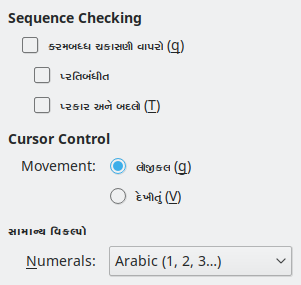 Sequence Checking
ક્રમબધ્ધ ચકાસણી વાપરો (q)
પ્રતિબંધીત
પ્રકાર અને બદલો (T)
Cursor Control
Movement: લોજીકલ (g)
દેખીતું (V)
સામાન્ય વિકલ્પો
Numerals: Arabic (1, 2, 3...)